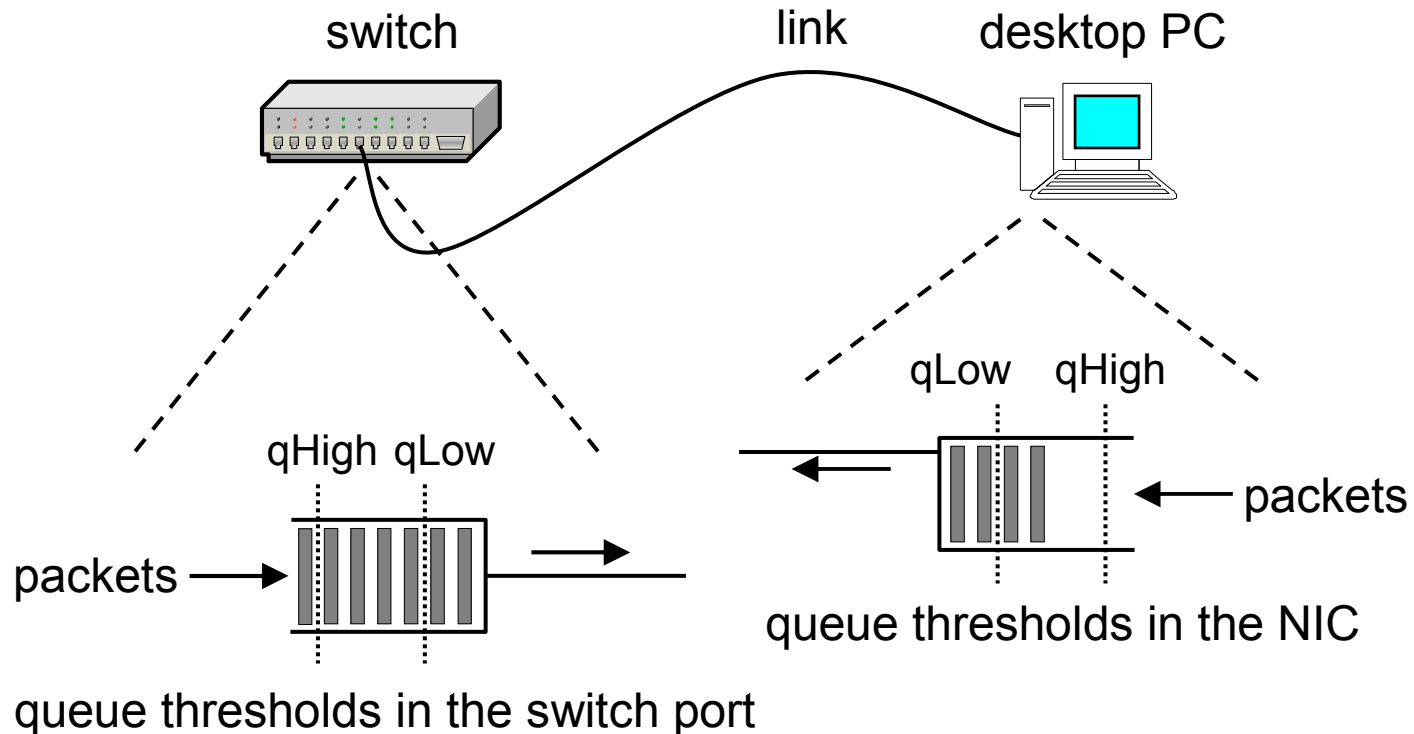 switch
link
desktop PC
qLow qHigh
qHigh qLow
packets
packets
queue thresholds in the NIC
queue thresholds in the switch port